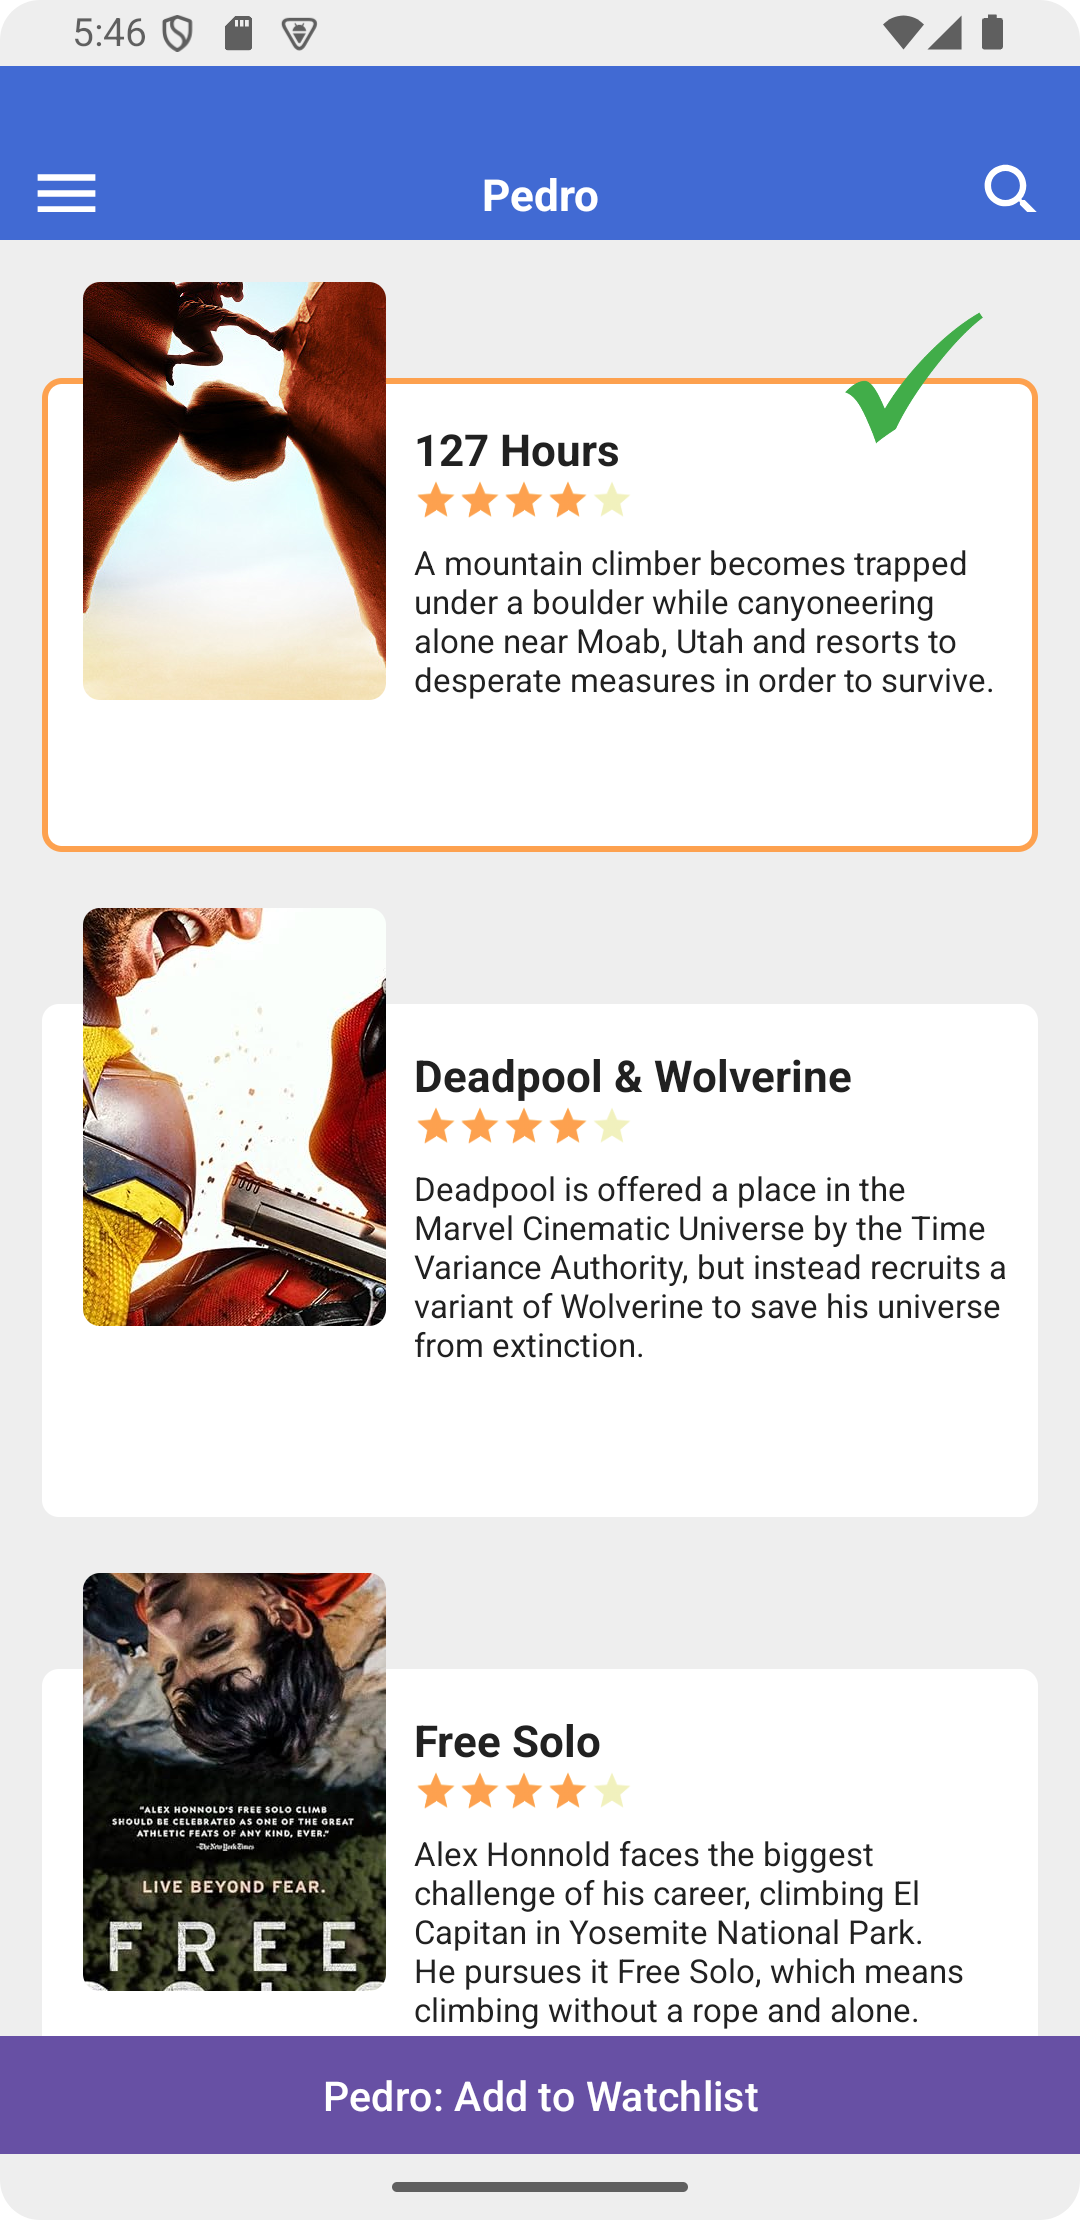 5:46
Pedro
127 Hours
A mountain climber becomes trapped
under a boulder while canyoneering
alone near Moab, Utah and resorts to
desperate measures in order to survive.
Deadpool & Wolverine
Deadpool is offered a place in the
Marvel Cinematic Universe by the Time
Variance Authority, but instead recruits a
variant of Wolverine to save his universe
from extinction.
"ALEX HONNOLD'S FREE SOLO CLIMB
SHOULD BE CELEBRATED AS ONE OF THE GREAT
ATHLETIC FEATS OF ANY KIND, EVER."
-The New York Times
LIVE BEYOND FEAR.
FREE
Free Solo
Alex Honnold faces the biggest
challenge of his career, climbing El
Capitan in Yosemite National Park.
He pursues it Free Solo, which means
climbing without a rope and alone.
Pedro: Add to Watchlist